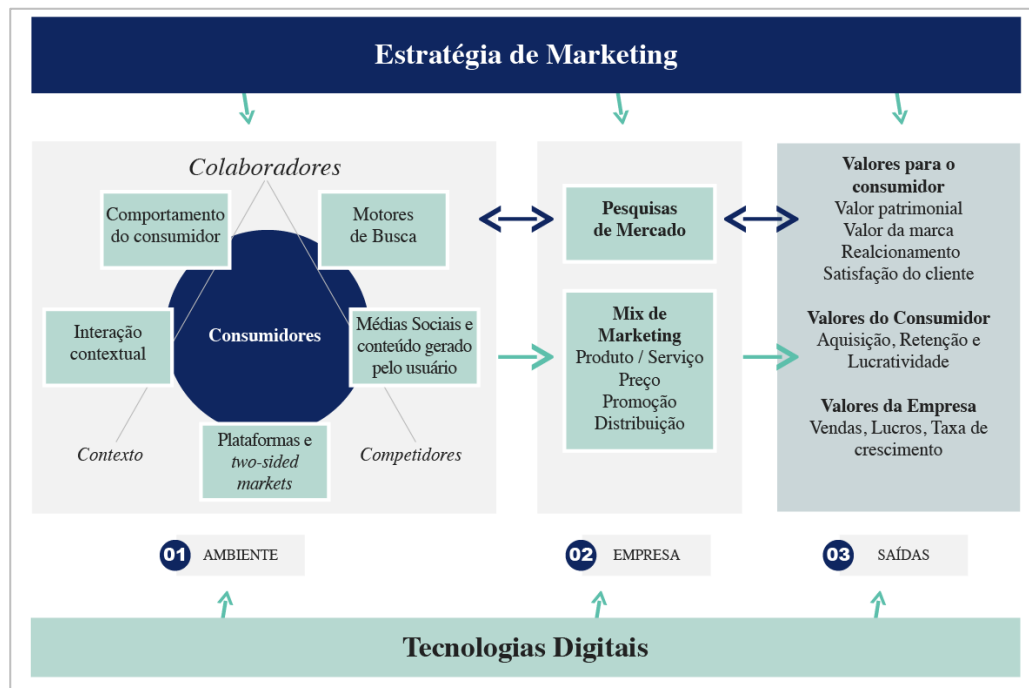 Estratégia de Marketing
Colaboradores
Comportamento
do consumidor
Motores
de Busca
Interação
contextual
Consumidores
Médias Sociais e
conteúdo gerado
pelo usuário
Contexto
Plataformas e
two-sided
markets
Competidores
Pesquisas
de Mercado
Mix de
Marketing
Produto / Serviço
Preço
Promoção
Distribuição
Valores para o
consumidor
Valor patrimonial
Valor da marca
Realcionamento
Satisfação do cliente
Valores do Consumidor
Aquisição, Retenção e
Lucratividade
Valores da Empresa
Vendas, Lucros, Taxa de
crescimento
01 AMBIENTE
02 EMPRESA
03 SAÍDAS
Tecnologias Digitais